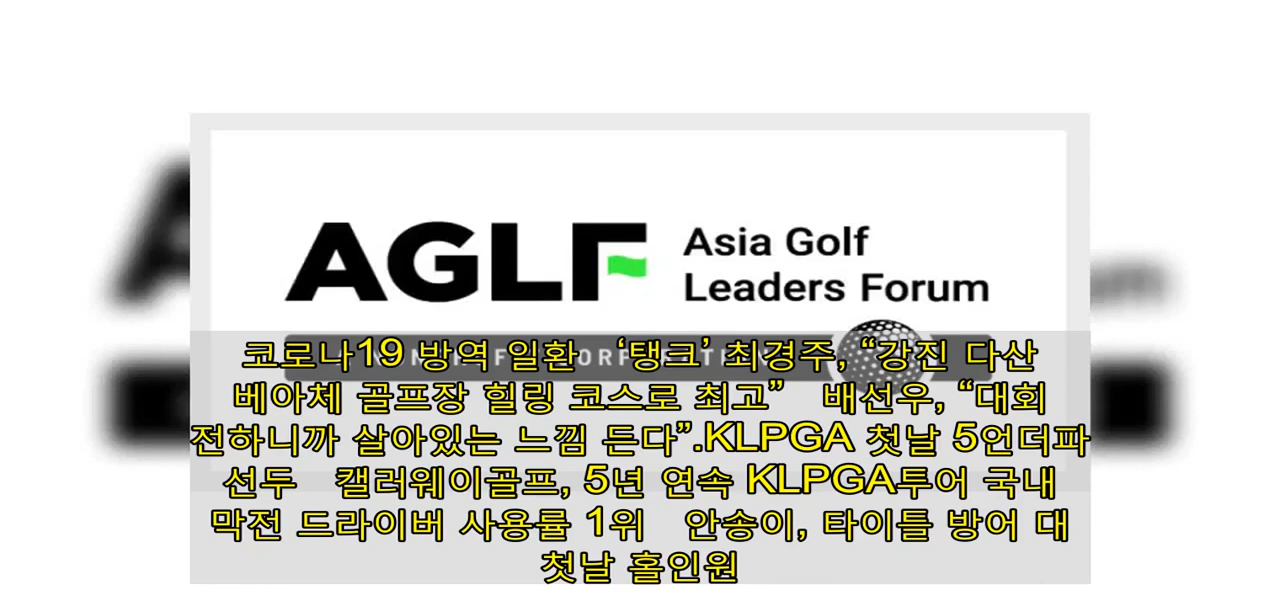 AGLF
Asia Golf
Leaders Forum
코로나19 방역 일환 ‘탱크’ 최경주, “강진 다산
베아체 골프장 힐링 코스로 최고” 배선우, “대회
전하니까 살아있는 느낌 든다”.KLPGA 첫날 5언더파
선두 캘러웨이골프, 5년 연속 KLPGA투어 국내
막전 드라이버 사용률 1위 안송이, 타이틀 방어 대
첫날 홀인원